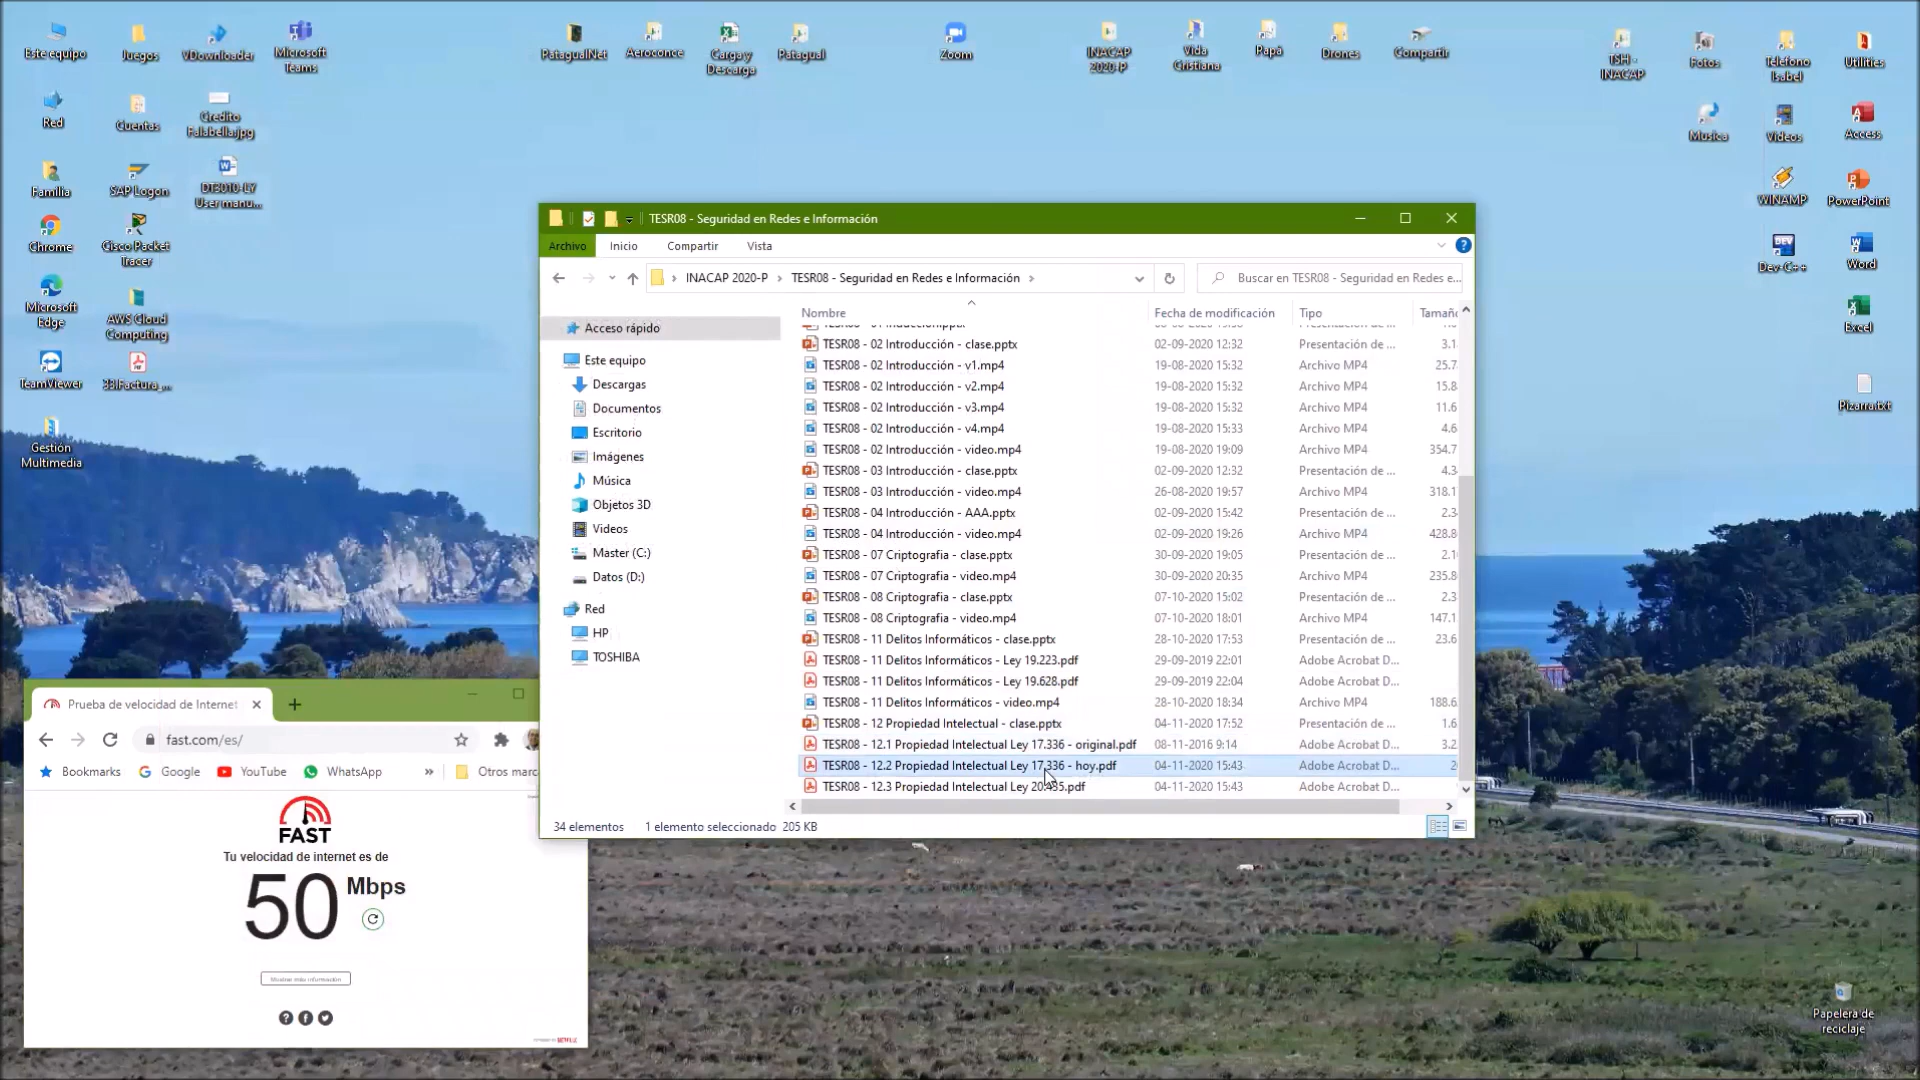 Este equipo
Juegos
VDownloader
Microsoft
Teams
PatagualNet
Aeroconce
Carga y
Descarga
Patagual
Zoom
INACAP
2020-P
Vida
Cristiana
Papá
Drones
Compartir
TSH -
INACAP
Fotos
Telefono
Isabel
Utilities
Red
Cuentas
Credito
Falabella.jpg
Musica
Videos
Access
Familia
SAP Logon
DT3010-LY
User manu...
WINAMP
PowerPoint
Chrome
Cisco Packet
Tracer
Dev-C++
Word
Microsoft
Edge
AWS Cloud
Computing
Excel
TeamViewer
33lFactura_...
Pizarra.txt
Gestión
Multimedia
Papelera de
reciclaje
TESR08 - Seguridad en Redes e Información
Archivo Inicio Compartir Vista
INACAP 2020-P > TESR08 - Seguridad en Redes e Información >
Buscar en TESR08 - Seguridad en Redes e...
Acceso rápido
Este equipo
Descargas
Documentos
Escritorio
Imágenes
Música
Objetos 3D
Videos
Master (C:)
Datos (D:)
Red
HP
TOSHIBA
Nombre Fecha de modificación Tipo Tamañ
TESR08 - 02 Introducción - clase.pptx 02-09-2020 12:32 Presentación de ... 3.1
TESR08 - 02 Introducción - v1.mp4 19-08-2020 15:32 Archivo MP4 25.7
TESR08 - 02 Introducción - v2.mp4 19-08-2020 15:32 Archivo MP4 15.8
TESR08 - 02 Introducción - v3.mp4 19-08-2020 15:32 Archivo MP4 11.6
TESR08 - 02 Introducción - v4.mp4 19-08-2020 15:33 Archivo MP4 4.6
TESR08 - 02 Introducción - video.mp4 19-08-2020 19:09 Archivo MP4 354.7
TESR08 - 03 Introducción - clase.pptx 02-09-2020 12:32 Presentación de ... 4.3
TESR08 - 03 Introducción - video.mp4 26-08-2020 19:57 Archivo MP4 318.1
TESR08 - 04 Introducción - AAA.pptx 02-09-2020 15:42 Presentación de ... 2.3
TESR08 - 04 Introducción - video.mp4 02-09-2020 19:26 Archivo MP4 428.8
TESR08 - 07 Criptografia - clase.pptx 30-09-2020 19:05 Presentación de ... 2.1
TESR08 - 07 Criptografia - video.mp4 30-09-2020 20:35 Archivo MP4 235.8
TESR08 - 08 Criptografia - clase.pptx 07-10-2020 15:02 Presentación de ... 2.3
TESR08 - 08 Criptografia - video.mp4 07-10-2020 18:01 Archivo MP4 147.1
TESR08 - 11 Delitos Informáticos - clase.pptx 28-10-2020 17:53 Presentación de ... 23.6
TESR08 - 11 Delitos Informáticos - Ley 19.223.pdf 29-09-2019 22:01 Adobe Acrobat D...
TESR08 - 11 Delitos Informáticos - Ley 19.628.pdf 29-09-2019 22:04 Adobe Acrobat D...
TESR08 - 11 Delitos Informáticos - video.mp4 28-10-2020 18:34 Archivo MP4 188.6
TESR08 - 12 Propiedad Intelectual - clase.pptx 04-11-2020 17:52 Presentación de ... 1.6
TESR08 - 12.1 Propiedad Intelectual Ley 17.336 - original.pdf 08-11-2016 9:14 Adobe Acrobat D... 3.2
TESR08 - 12.2 Propiedad Intelectual Ley 17.336 - hoy.pdf 04-11-2020 15:43 Adobe Acrobat D... 2
TESR08 - 12.3 Propiedad Intelectual Ley 04-11-2020 15:43 Adobe Acrobat D...
34 elementos 1 elemento seleccionado 205 KB
Prueba de velocidad de Internet
fast.com/es/
Bookmarks Google YouTube WhatsApp » Otros marc
FAST
Tu velocidad de internet es de
50 Mbps
Mostrar más información
NETFLIX